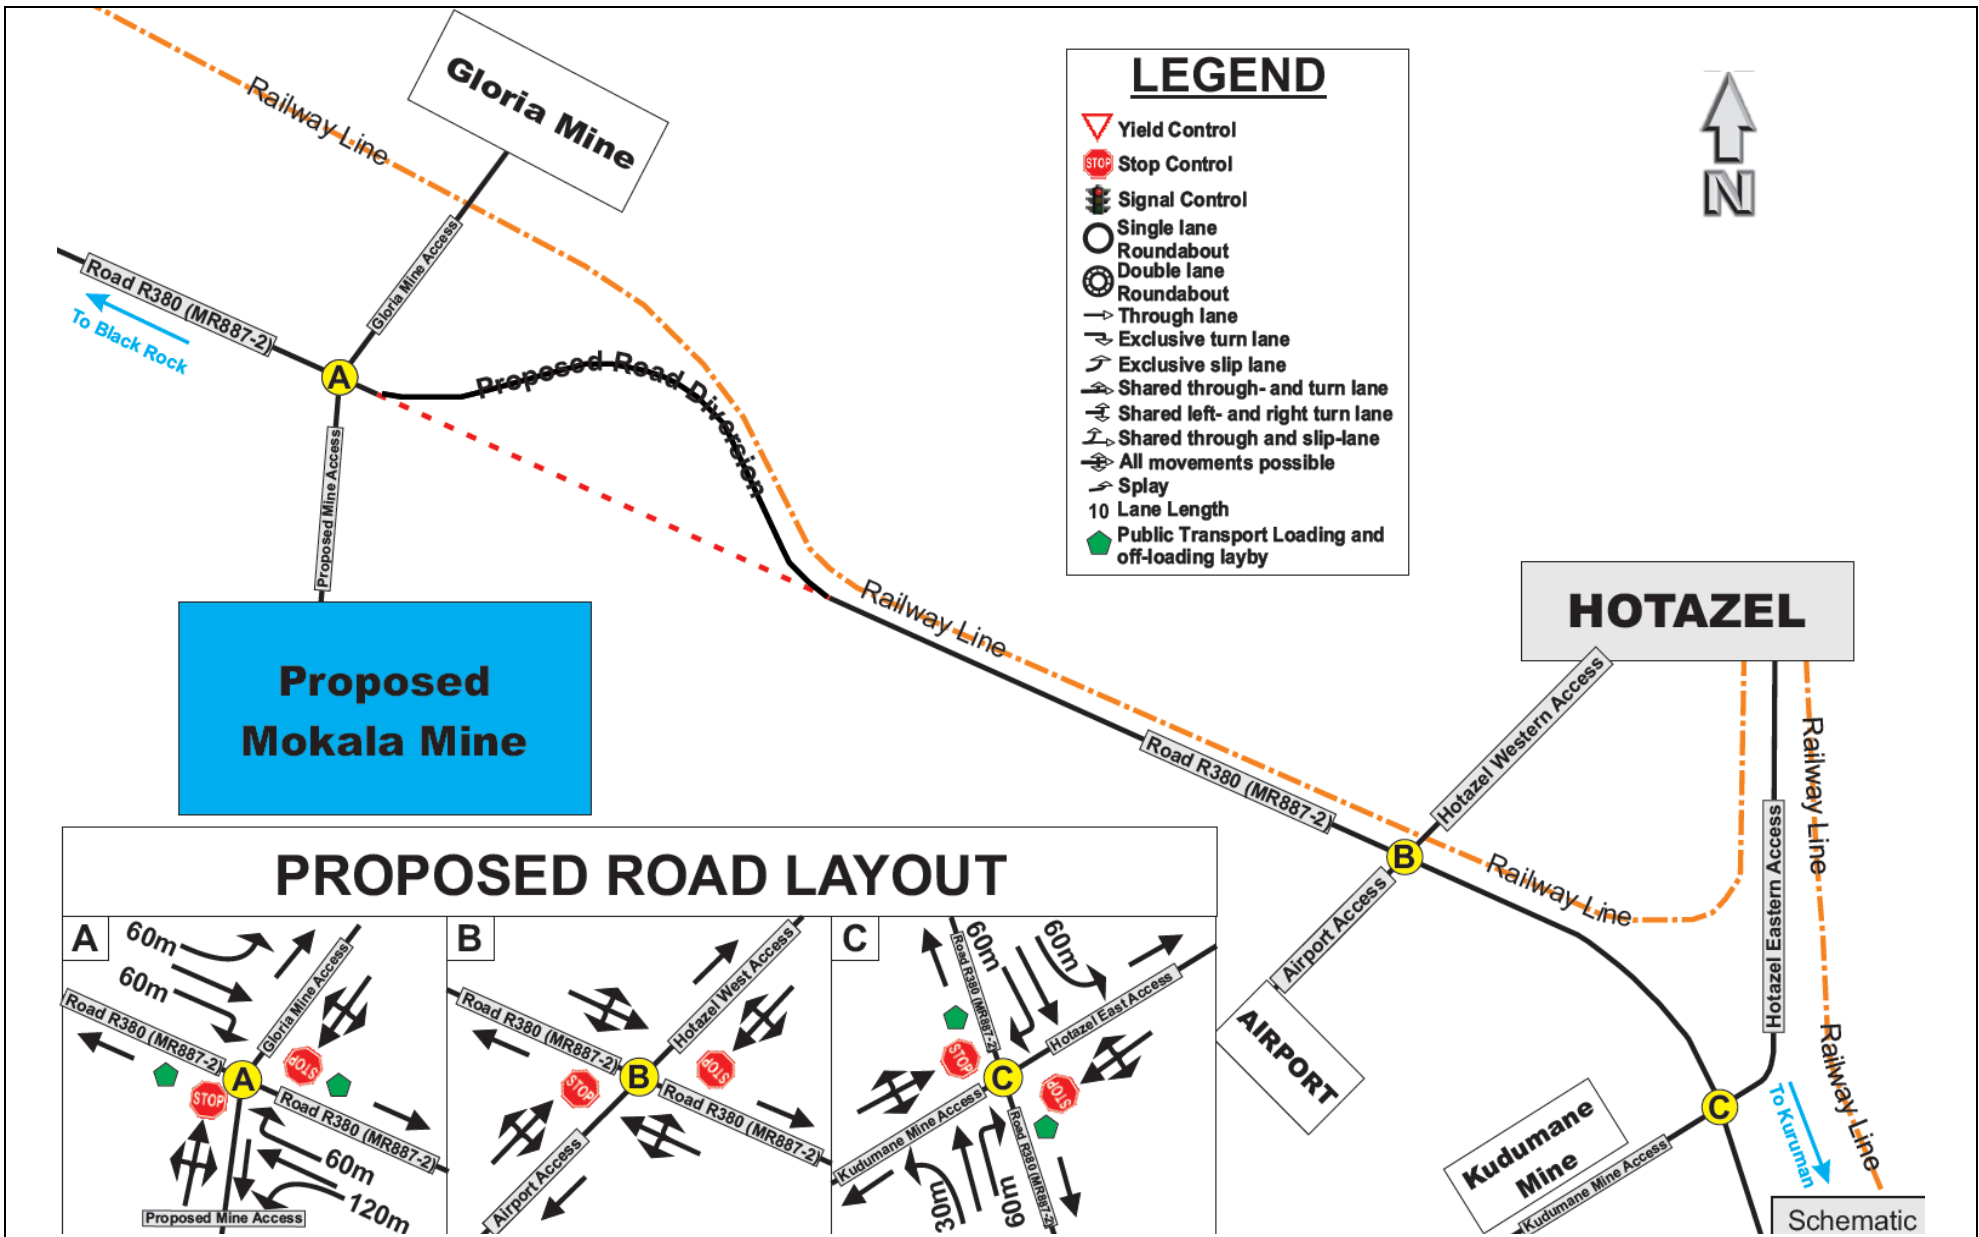 Gloria Mine
Railway Line
Gloria Mine Access
Road R380 (MR887-2)
To Black Rock
A
Proposed Road Diversion
Proposed Mine Access
Proposed
Mokala Mine
LEGEND
Yield Control
STOP Stop Control
Signal Control
Single lane
Roundabout
Double lane
Roundabout
Through lane
Exclusive turn lane
Exclusive slip lane
Shared through- and turn lane
Shared left- and right turn lane
Shared through and slip-lane
All movements possible
Splay
10 Lane Length
Public Transport Loading and
off-loading layby
N
Railway Line
HOTAZEL
Hotazel Western Access
Road R380 (MR887-2)
B
Railway Line
Airport Access
AIRPORT
Hotazel Eastern Access
Railway Line
Railway Line
C
To Kuruman
Kudumane
Mine
Kudumane Mine Access
Schematic
PROPOSED ROAD LAYOUT
A
60m
60m
Gloria Mine Access
Road R380 (MR887-2)
STOP
A
STOP
Road R380 (MR887-2)
60m
120m
Proposed Mine Access
B
Road R380 (MR887-2)
Hotazel West Access
STOP
B
STOP
Road R380 (MR887-2)
Airport Access
C
Road R380 (MR887-2)
60m
60m
Hotazel East Access
STOP
C
STOP
Kudumane Mine Access
Road R380 (MR887-2)
30m
60m